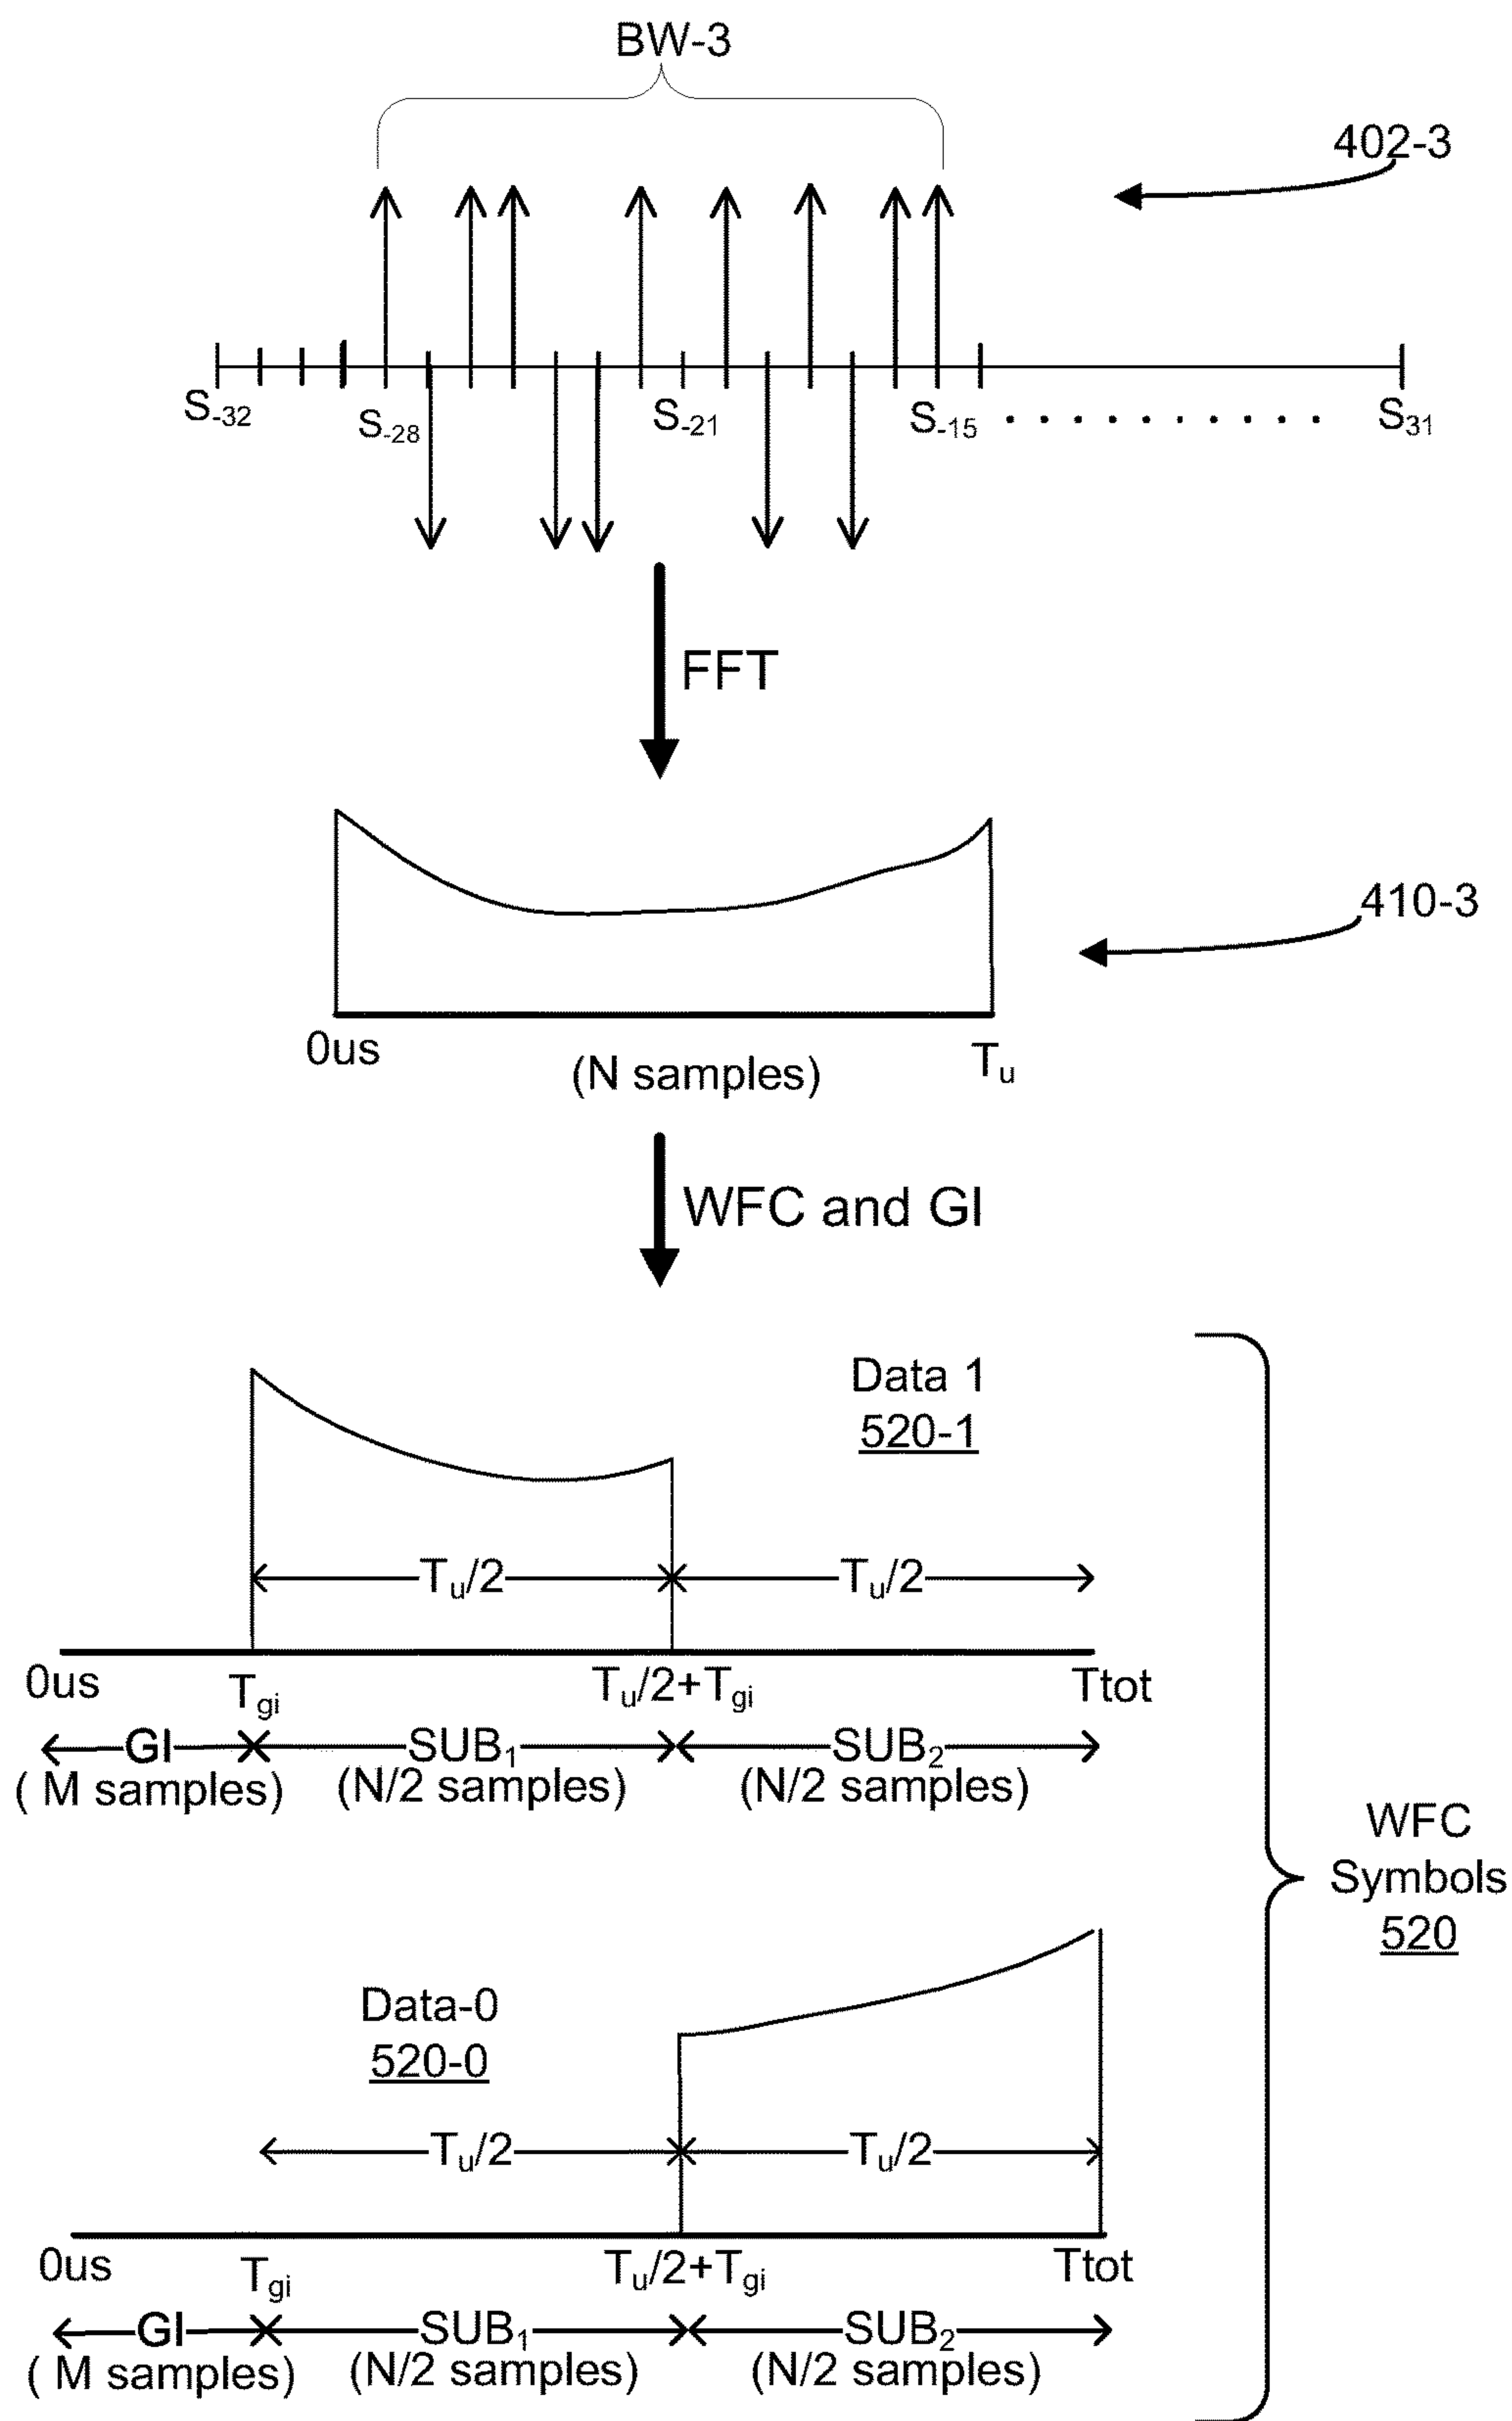 BW-3
402-3
S-32 S-28 S-21 S-15 . . . . . . . . . . S31
FFT
410-3
0us (N samples) Tu
WFC and GI
Data 1
520-1
Tu/2 Tu/2
0us Tgi Tu/2+Tgi Ttot
GI SUB1 SUB2
( M samples) (N/2 samples) (N/2 samples)
WFC
Symbols
520
Data-0
520-0
Tu/2 Tu/2
0us Tgi Tu/2+Tgi Ttot
GI SUB1 SUB2
( M samples) (N/2 samples) (N/2 samples)